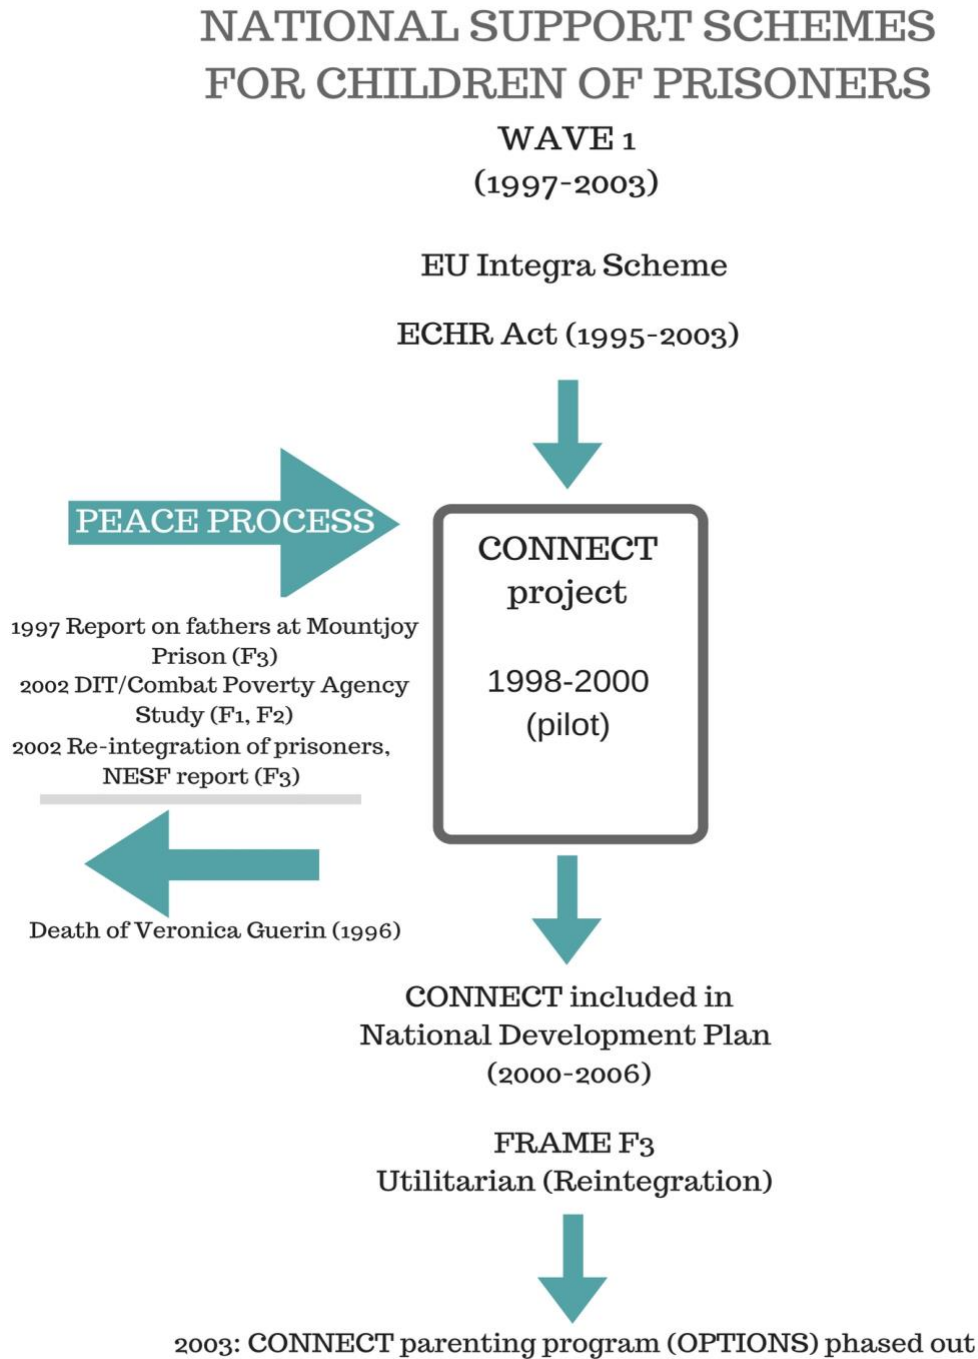 NATIONAL SUPPORT SCHEMES
FOR CHILDREN OF PRISONERS
WAVE 1
(1997-2003)
EU Integra Scheme
ECHR Act (1995-2003)
PEACE PROCESS
1997 Report on fathers at Mountjoy
Prison (F3)
2002 DIT/Combat Poverty Agency
Study (F1, F2)
2002 Re-integration of prisoners,
NESF report (F3)
Death of Veronica Guerin (1996)
CONNECT
project
1998-2000
(pilot)
CONNECT included in
National Development Plan
(2000-2006)
FRAME F3
Utilitarian (Reintegration)
2003: CONNECT parenting program (OPTIONS) phased out